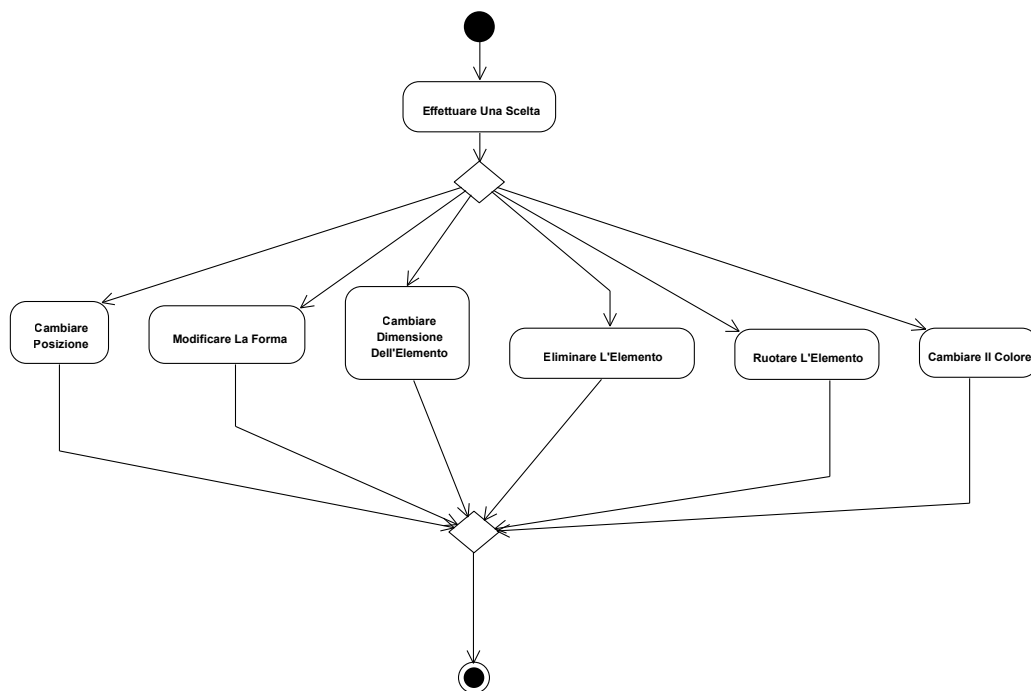 Effettuare Una Scelta
Cambiare
Posizione
Modificare La Forma
Cambiare
Dimensione
Dell'Elemento
Eliminare L'Elemento
Ruotare L'Elemento
Cambiare Il Colore